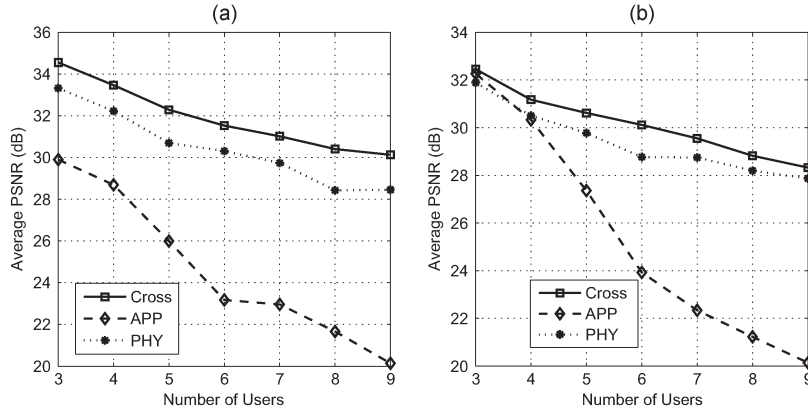 (a)
36
34
32
30
28
26
24
22
20
Average PSNR (dB)
Cross
APP
PHY
3 4 5 6 7 8 9
Number of Users
(b)
34
32
30
28
26
24
22
20
Average PSNR (dB)
Cross
APP
PHY
3 4 5 6 7 8 9
Number of Users